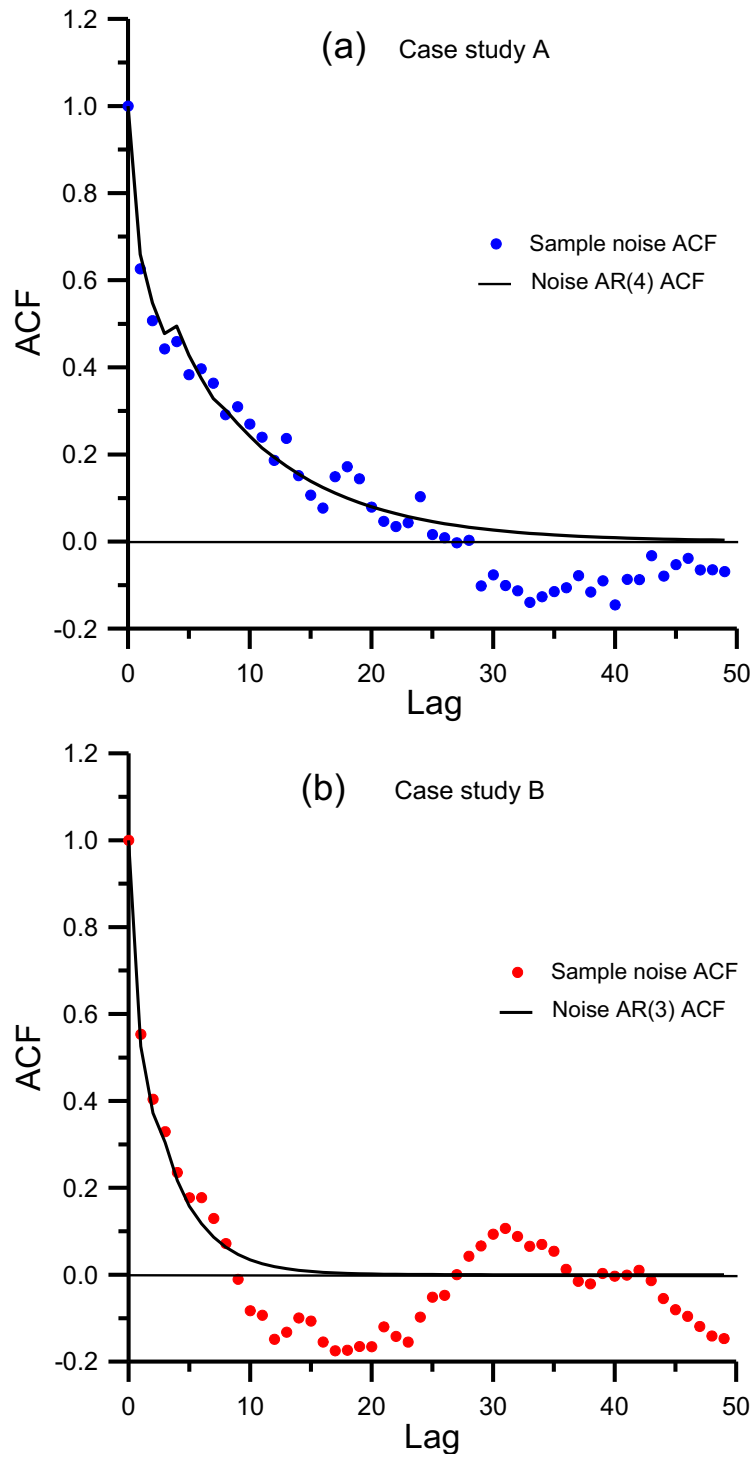 (a) Case study A
1.2
1.0
0.8
0.6
0.4
0.2
0.0
-0.2
ACF
Sample noise ACF
Noise AR(4) ACF
0 10 20 30 40 50
Lag
(b) Case study B
1.2
1.0
0.8
0.6
0.4
0.2
0.0
-0.2
ACF
Sample noise ACF
Noise AR(3) ACF
0 10 20 30 40 50
Lag